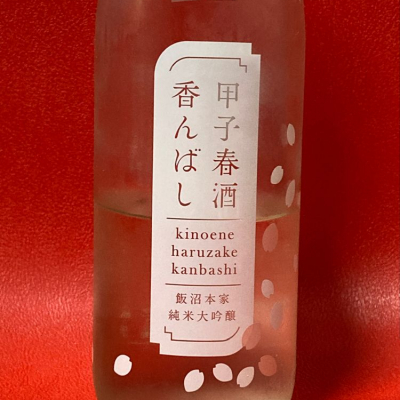 甲子春酒
香んばし
kinoene
haruzake
kanbashi
飯沼本家
純米大吟醸